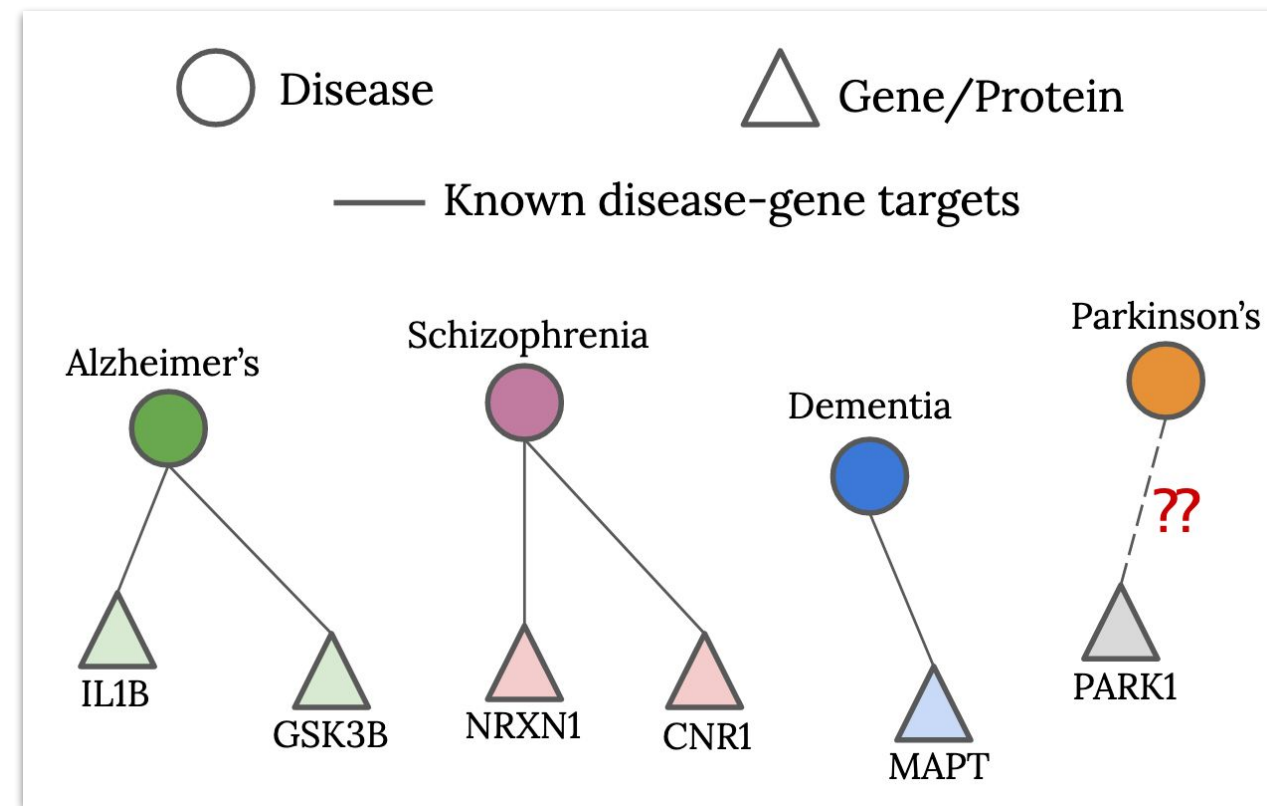 Disease
Gene/Protein
Known disease-gene targets
Alzheimer's
Schizophrenia
Dementia
Parkinson's
??
IL1B
GSK3B
NRXN1
CNR1
MAPT
PARK1